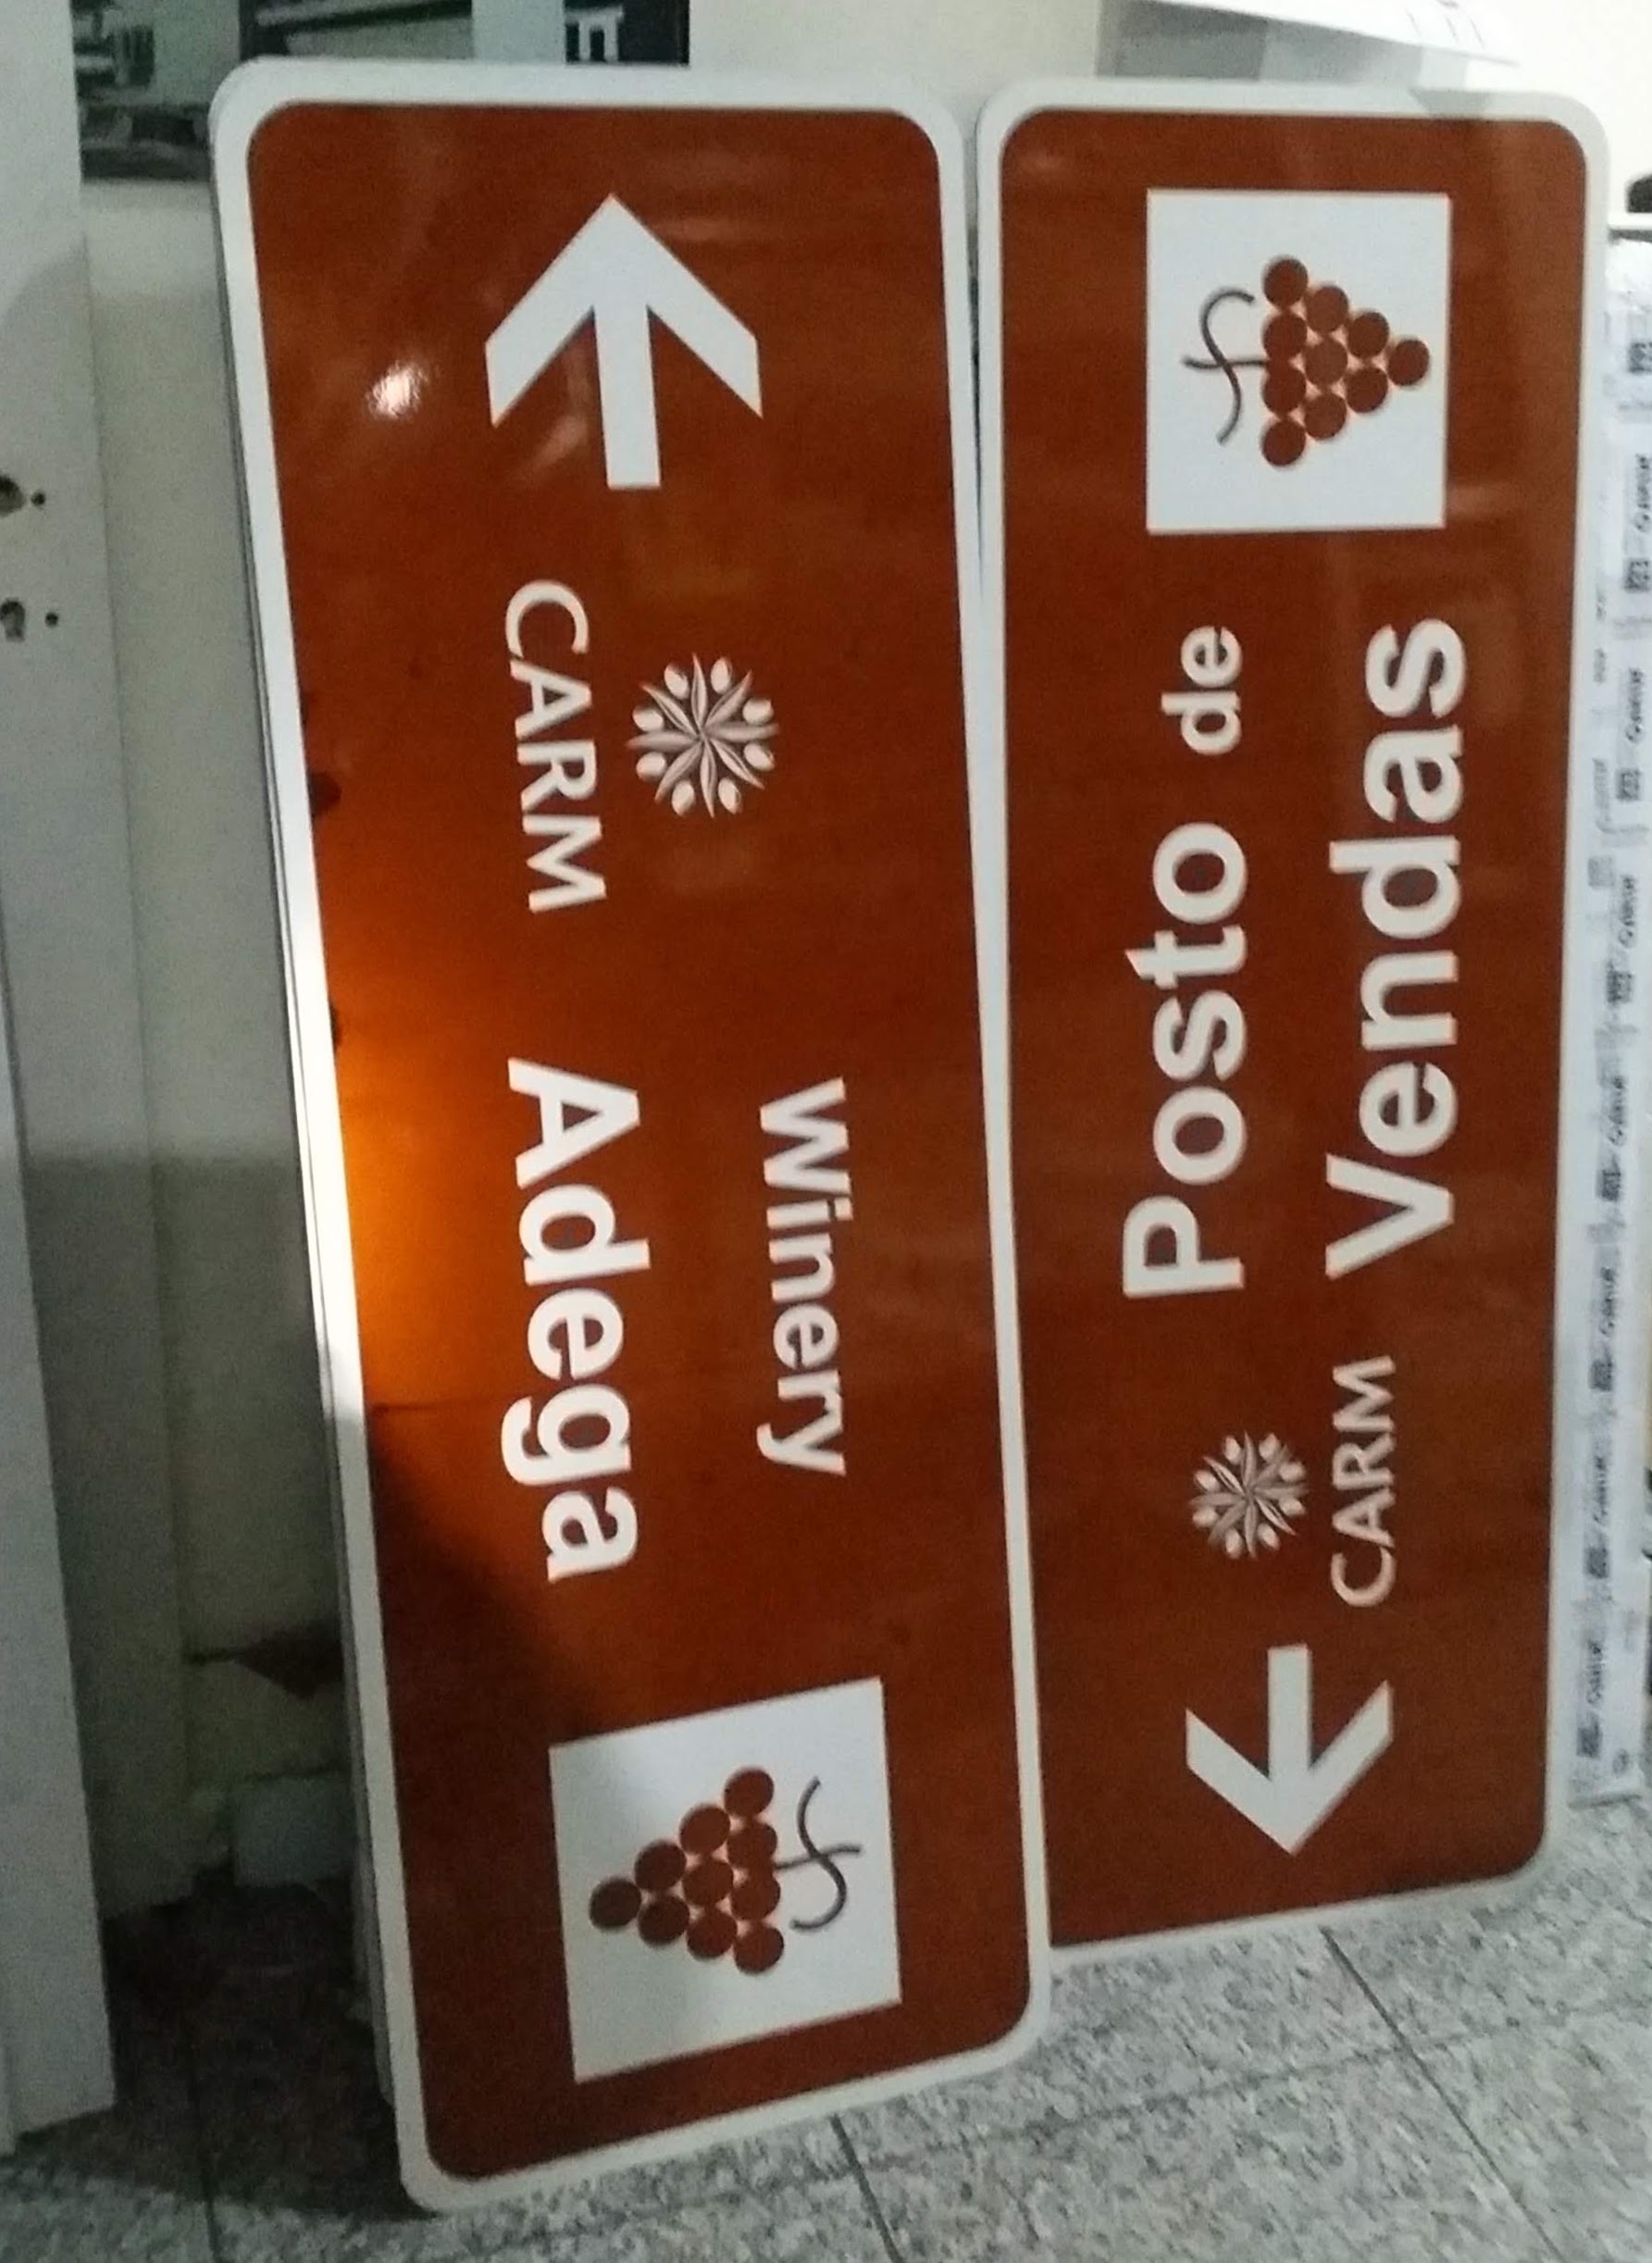 CARM
Winery
Adega
CARM
Posto de
Vendas